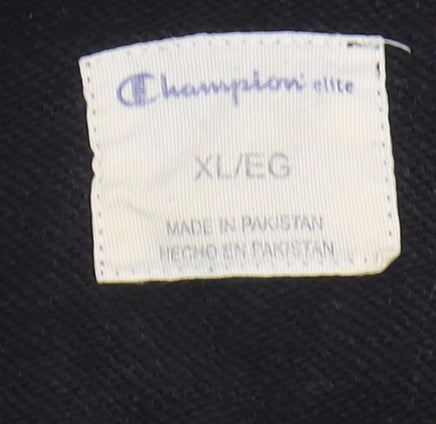 Champion elite
XL/EG
MADE IN PAKISTAN
HECHO EN PAKISTAN